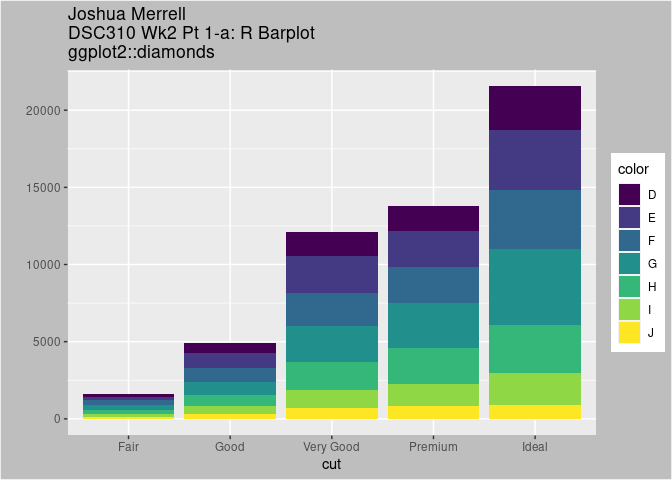 Joshua Merrell
DSC310 Wk2 Pt 1-a: R Barplot
ggplot2::diamonds
20000
15000
10000
5000
0
Fair Good Very Good Premium Ideal
cut
color
D
E
F
G
H
I
J